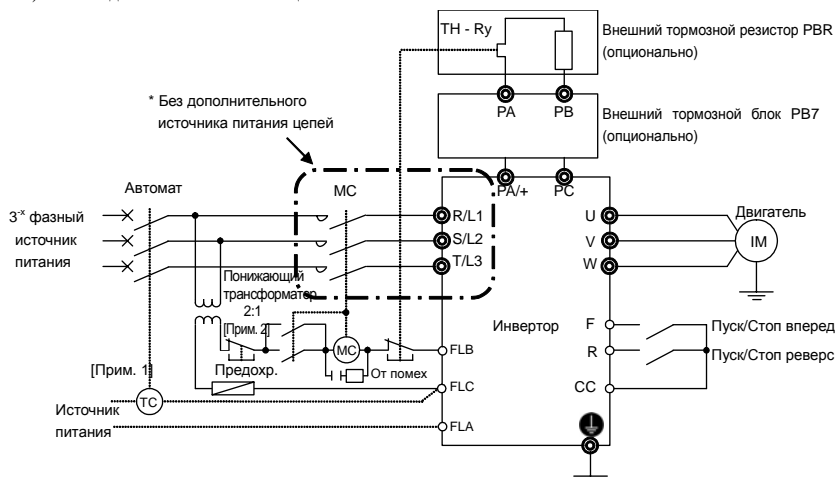 TH - Ry
Внешний тормозной резистор PBR
(опционально)
PA
PB
Внешний тормозной блок PB7
(опционально)
* Без дополнительного
источника питания цепей
PA/+
PC
Автомат
MC
3-х фазный
источник
питания
R/L1
S/L2
T/L3
U
V
W
Двигатель
IM
Понижающий
трансформатор
2:1
[Прим. 2]
Инвертор
F
R
CC
Пуск/Стоп вперед
Пуск/Стоп реверс
MC
FLB
От помех
[Прим. 1]
Предохр.
FLC
TC
Источник
питания
FLA